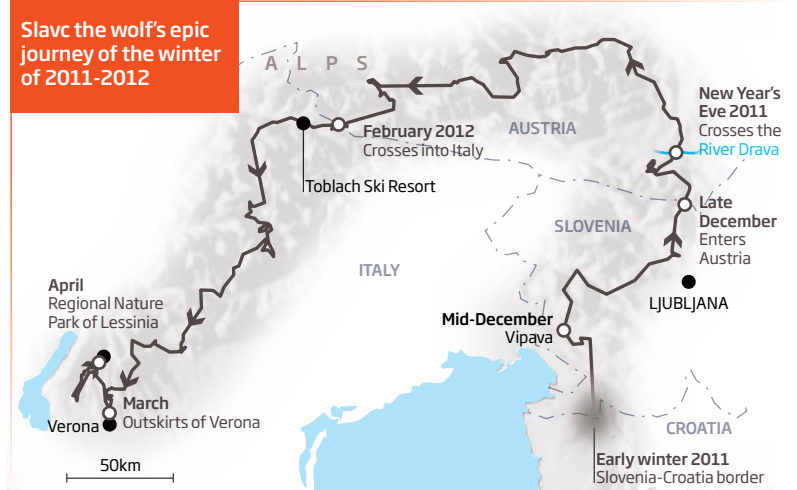 Slavc the wolf's epic
journey of the winter
of 2011-2012
ALPS
New Year's
Eve 2011
Crosses the
River Drava
February 2012
Crosses into Italy
AUSTRIA
Toblach Ski Resort
Late
December
Enters
Austria
SLOVENIA
ITALY
LJUBLJANA
April
Regional Nature
Park of Lessinia
Mid-December
Vipava
March
Outskirts of Verona
Verona
CROATIA
50km
Early winter 2011
Slovenia-Croatia border